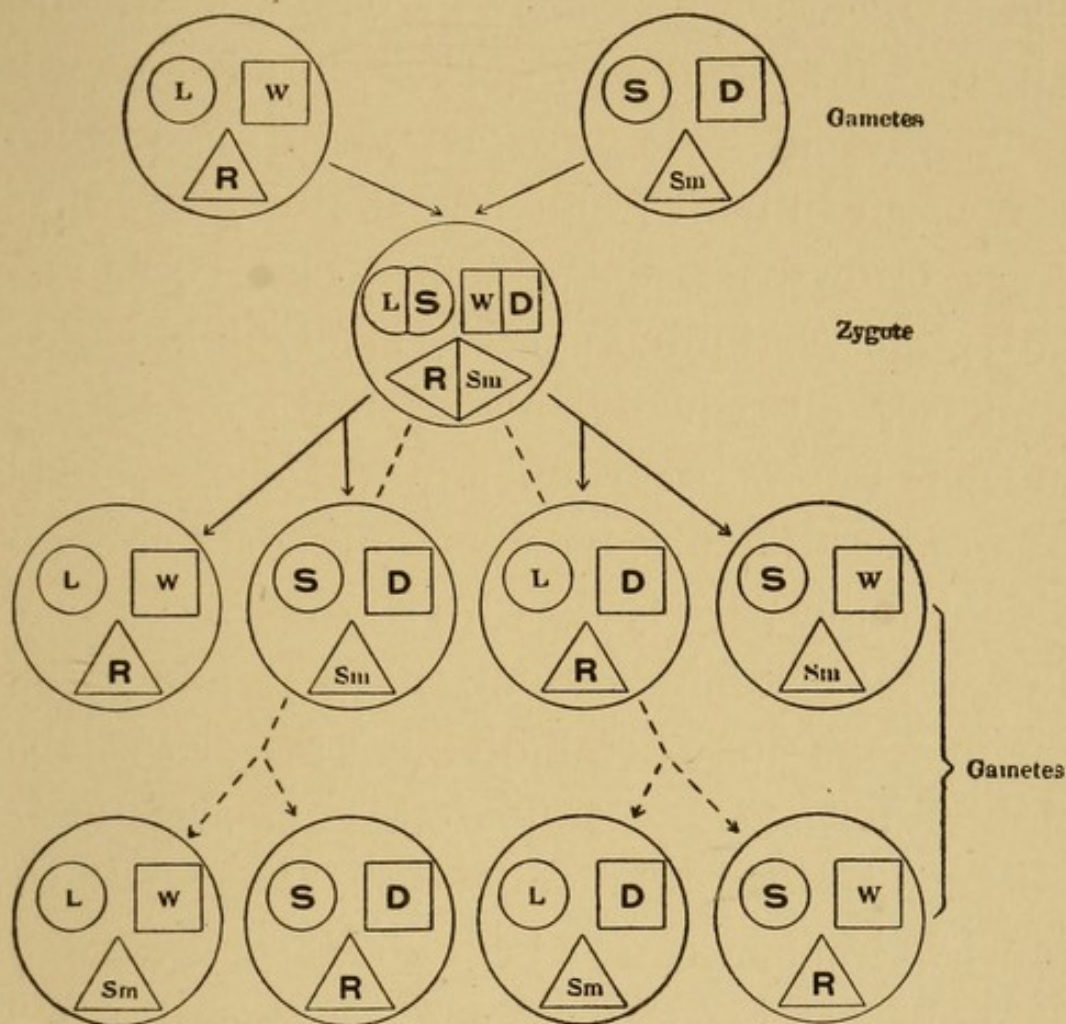 L W S D Gametes
R Sm
L S W D
Zygote
R Sm
L W S D L D S W
R Sm R Sm
Gametes
L W S D L D S W
Sm R Sm R